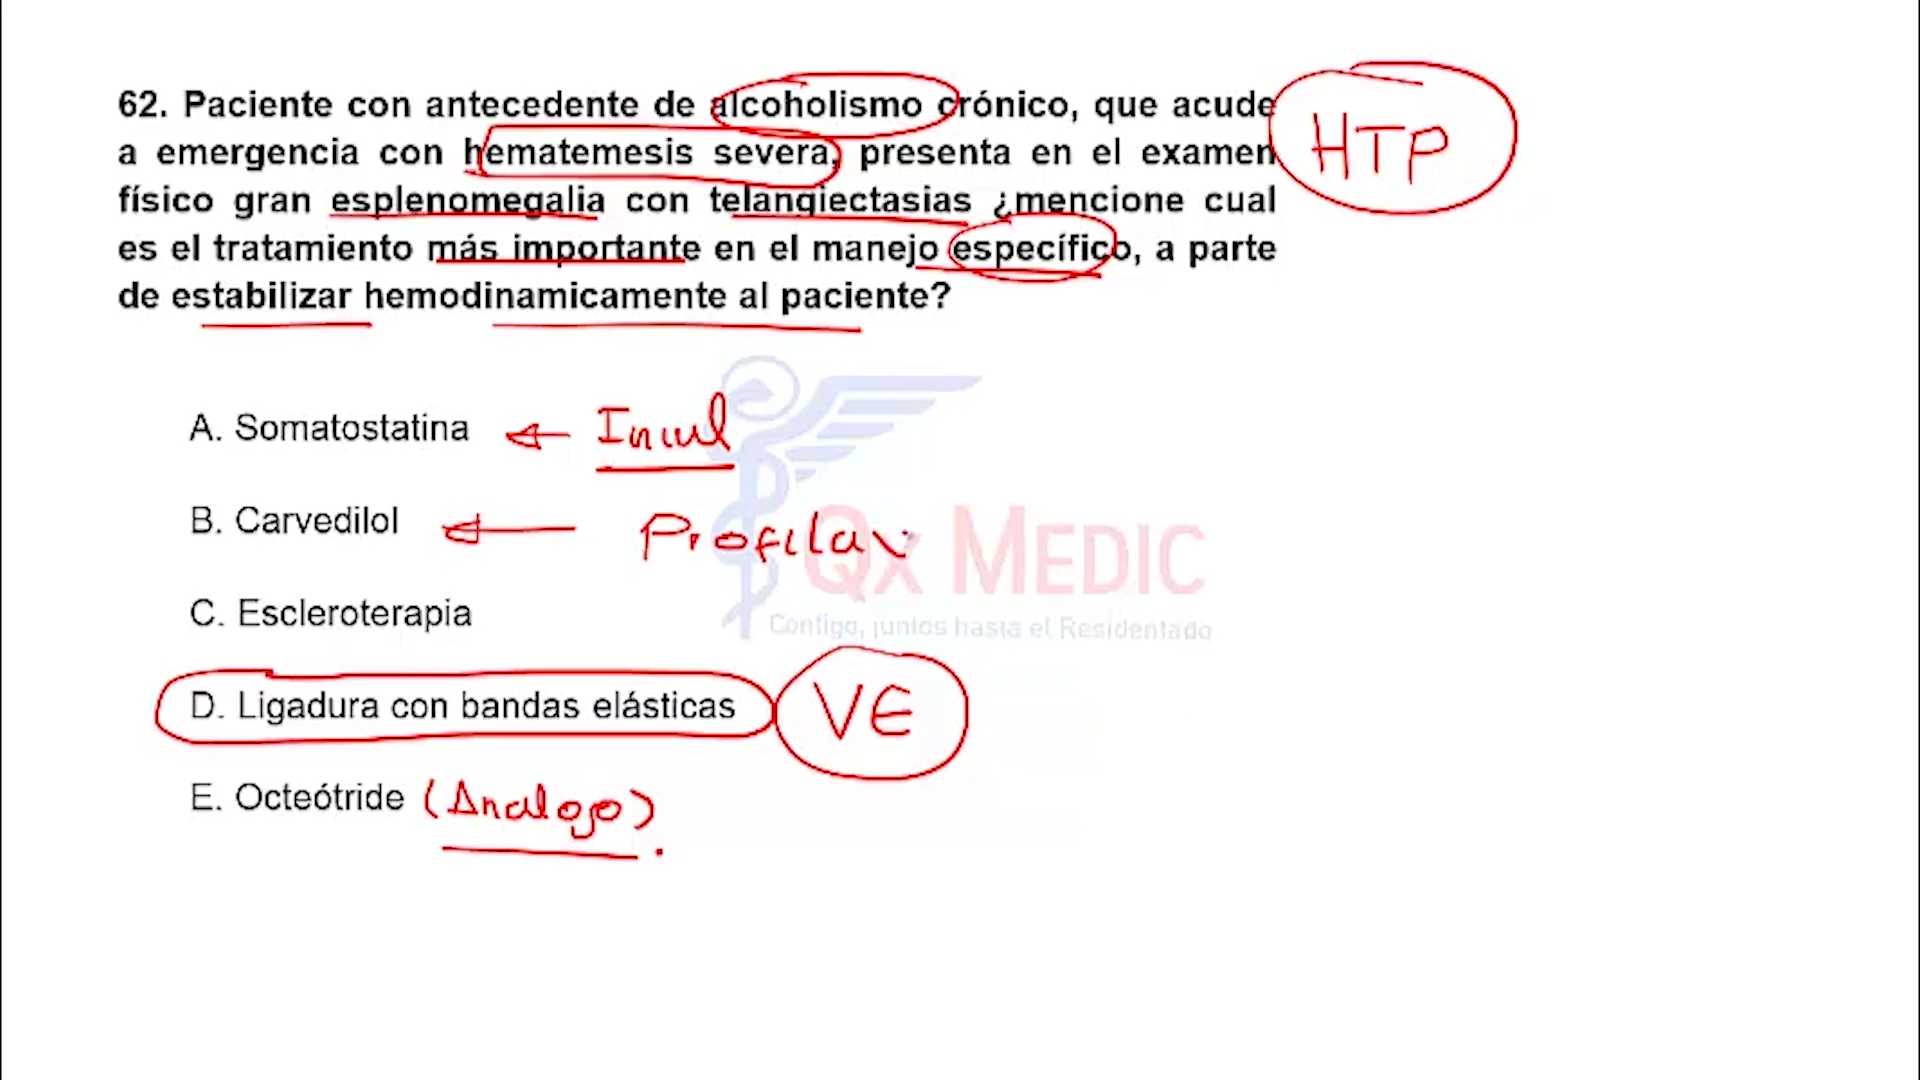 62. Paciente con antecedente de alcoholismo crónico, que acude
a emergencia con hematemesis severa, presenta en el examen
físico gran esplenomegalia con telangiectasias ¿mencione cual
es el tratamiento más importante en el manejo específico, a parte
de estabilizar hemodinamicamente al paciente?
HTP
A. Somatostatina
B. Carvedilol
Profilax
C. Escleroterapia
D. Ligadura con bandas elásticas
VE
E. Octeótride (Analogo).
Qx MEDIC
Contigo, juntos hasta el Residentado